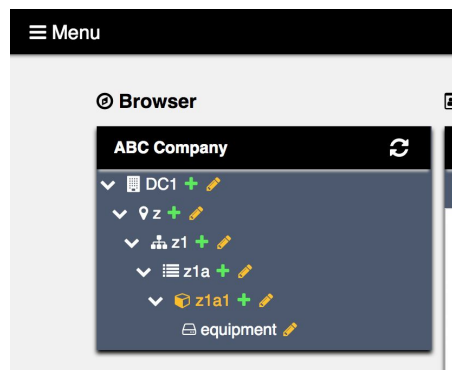 Menu
Browser
ABC Company
DC1
z
z1
z1a
z1a1
equipment